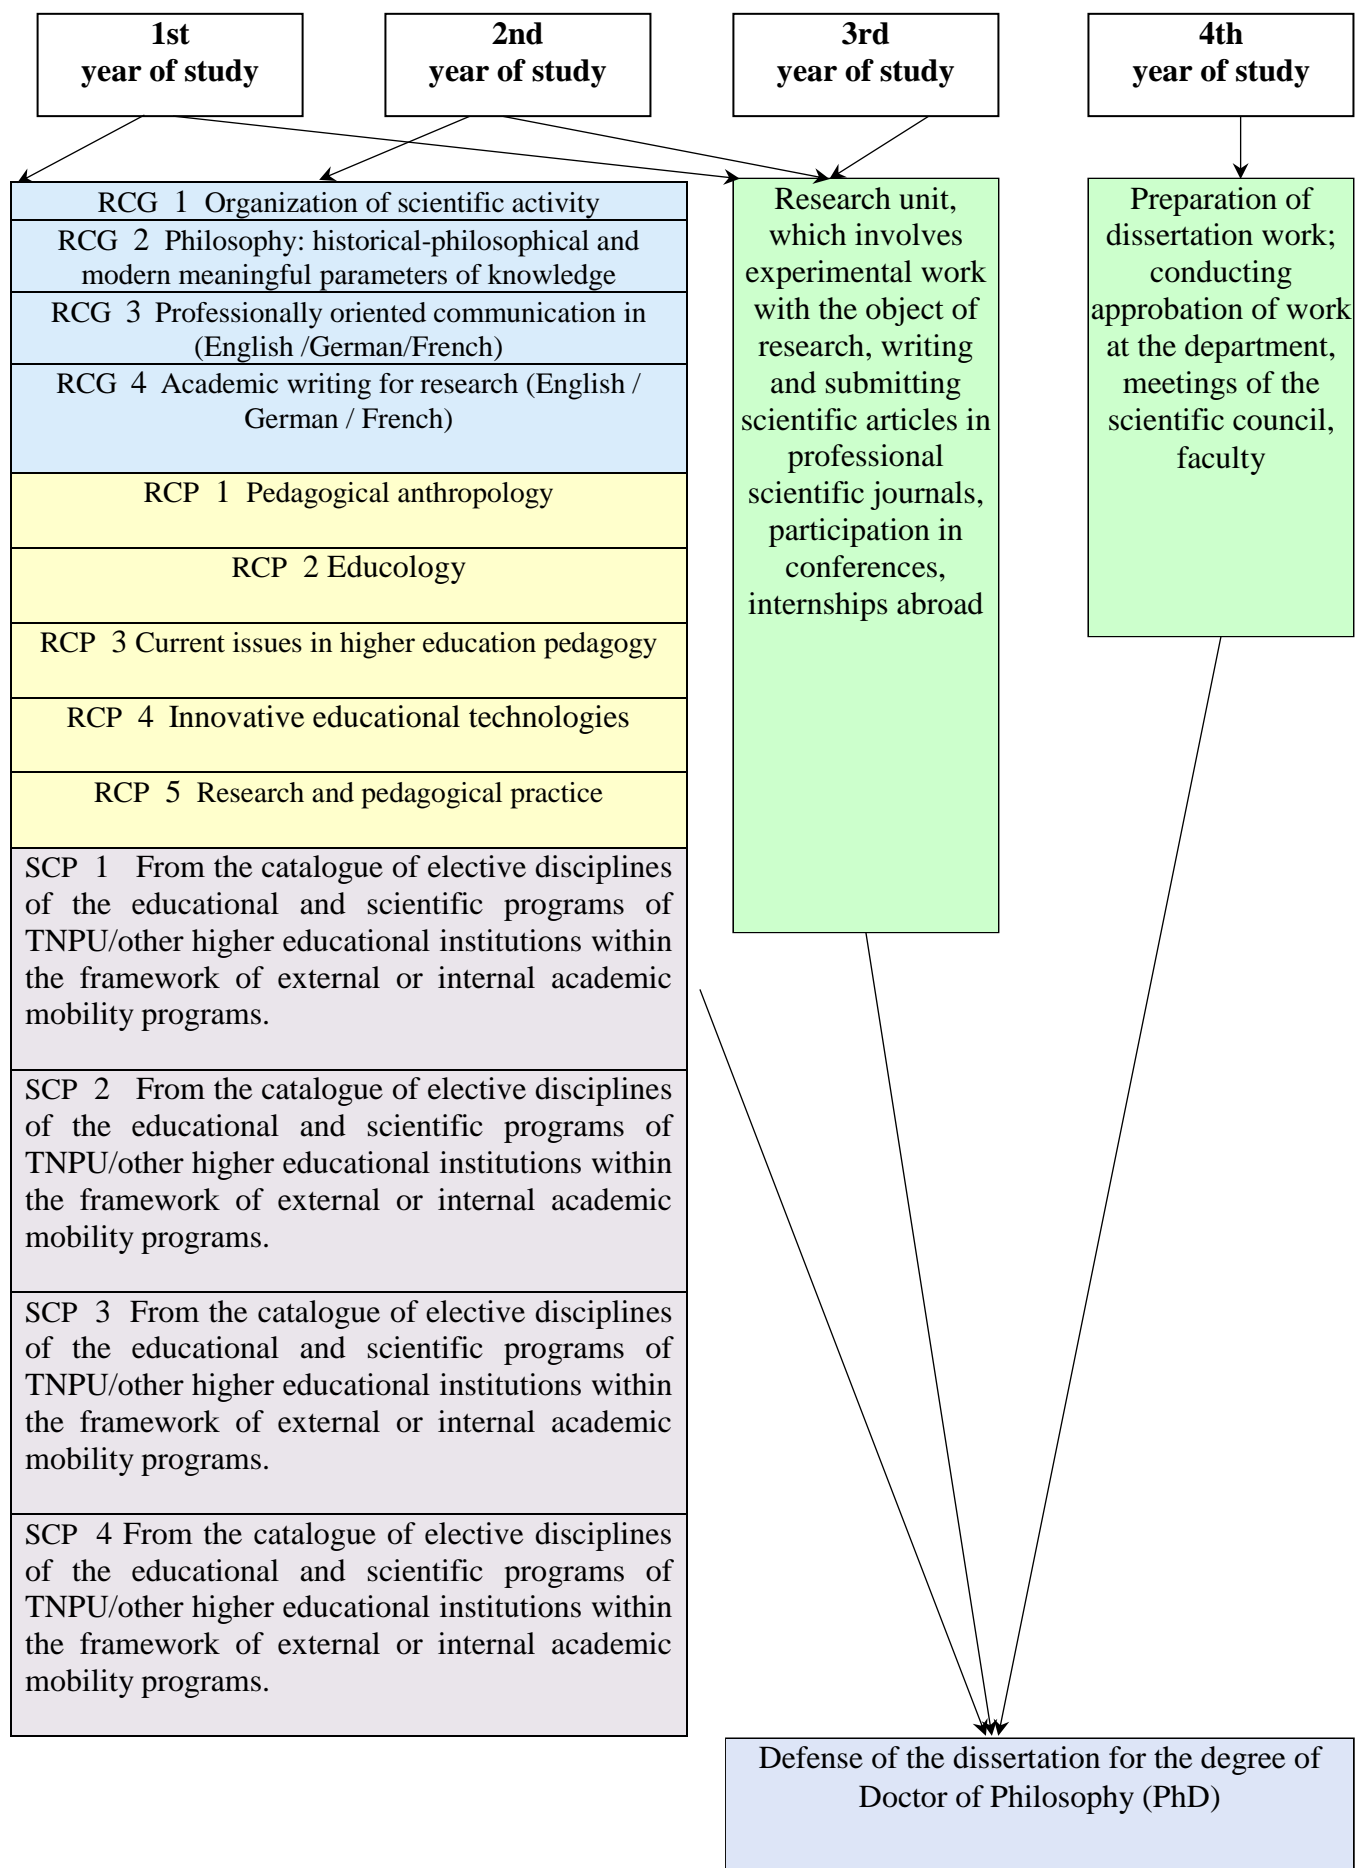 1st
year of study
2nd
year of study
3rd
year of study
4th
year of study
RCG 1 Organization of scientific activity
RCG 2 Philosophy: historical-philosophical and
modern meaningful parameters of knowledge
RCG 3 Professionally oriented communication in
(English /German/French)
RCG 4 Academic writing for research (English /
German / French)
RCP 1 Pedagogical anthropology
RCP 2 Educology
RCP 3 Current issues in higher education pedagogy
RCP 4 Innovative educational technologies
RCP 5 Research and pedagogical practice
SCP 1 From the catalogue of elective disciplines
of the educational and scientific programs of
TNPU/other higher educational institutions within
the framework of external or internal academic
mobility programs.
SCP 2 From the catalogue of elective disciplines
of the educational and scientific programs of
TNPU/other higher educational institutions within
the framework of external or internal academic
mobility programs.
SCP 3 From the catalogue of elective disciplines
of the educational and scientific programs of
TNPU/other higher educational institutions within
the framework of external or internal academic
mobility programs.
SCP 4 From the catalogue of elective disciplines
of the educational and scientific programs of
TNPU/other higher educational institutions within
the framework of external or internal academic
mobility programs.
Research unit,
which involves
experimental work
with the object of
research, writing
and submitting
scientific articles in
professional
scientific journals,
participation in
conferences,
internships abroad
Preparation of
dissertation work;
conducting
approbation of work
at the department,
meetings of the
scientific council,
faculty
Defense of the dissertation for the degree of
Doctor of Philosophy (PhD)